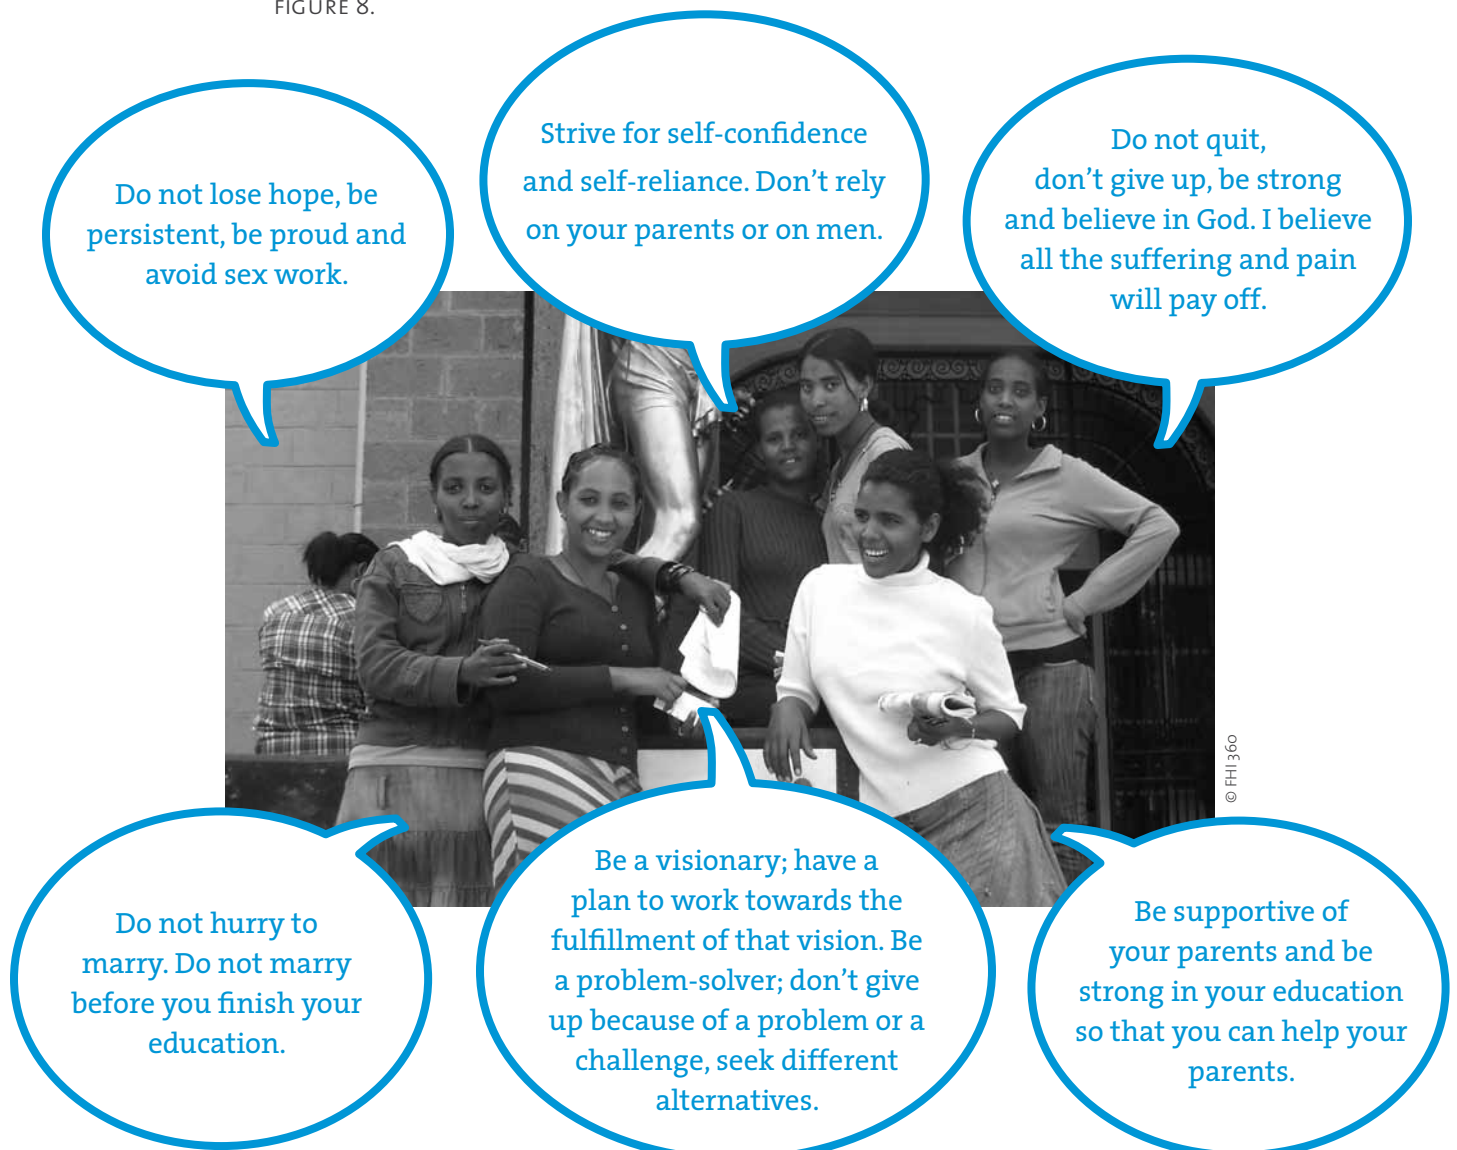 FIGURE 8.
Do not lose hope, be
persistent, be proud and
avoid sex work.
Strive for self-confidence
and self-reliance. Don't rely
on your parents or on men.
Do not quit,
don't give up, be strong
and believe in God. I believe
all the suffering and pain
will pay off.
© FHI 360
Do not hurry to
marry. Do not marry
before you finish your
education.
Be a visionary; have a
plan to work towards the
fulfillment of that vision. Be
a problem-solver; don't give
up because of a problem or a
challenge, seek different
alternatives.
Be supportive of
your parents and be
strong in your education
so that you can help your
parents.